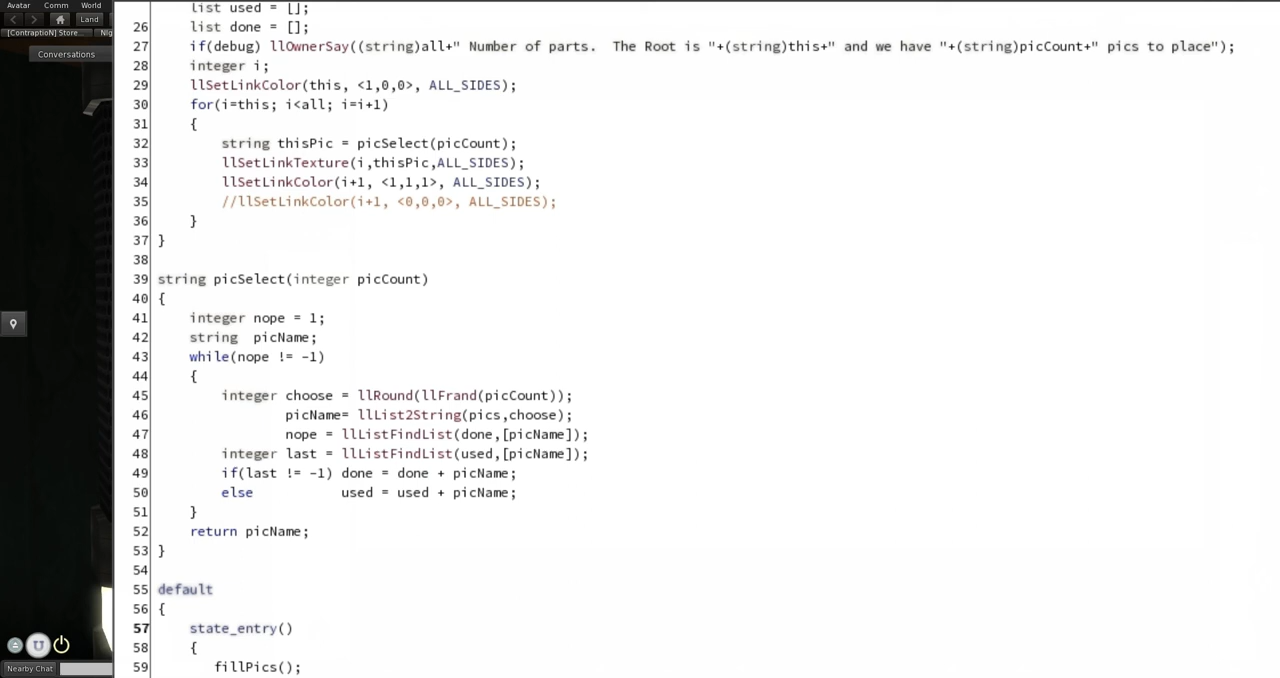 Avatar Comm World
Land
[ContraptioN] Store... Nig
Conversations
list used = [];
26 list done = [];
27 if(debug) llOwnerSay((string)all+" Number of parts.  The Root is "+(string)this+" and we have "+(string)picCount+" pics to place");
28 integer i;
29 llSetLinkColor(this, <1,0,0>, ALL_SIDES);
30 for(i=this; i<all; i=i+1)
31 {
32 string thisPic = picSelect(picCount);
33 llSetLinkTexture(i,thisPic,ALL_SIDES);
34 llSetLinkColor(i+1, <1,1,1>, ALL_SIDES);
35 //llSetLinkColor(i+1, <0,0,0>, ALL_SIDES);
36 }
37 }
38
39 string picSelect(integer picCount)
40 {
41 integer nope = 1;
42 string  picName;
43 while(nope != -1)
44 {
45 integer choose = llRound(llFrand(picCount));
46 picName= llList2String(pics,choose);
47 nope = llListFindList(done,[picName]);
48 integer last = llListFindList(used,[picName]);
49 if(last != -1) done = done + picName;
50 else used = used + picName;
51 }
52 return picName;
53 }
54
55 default
56 {
57 state_entry()
58 {
59 fillPics();
Nearby Chat